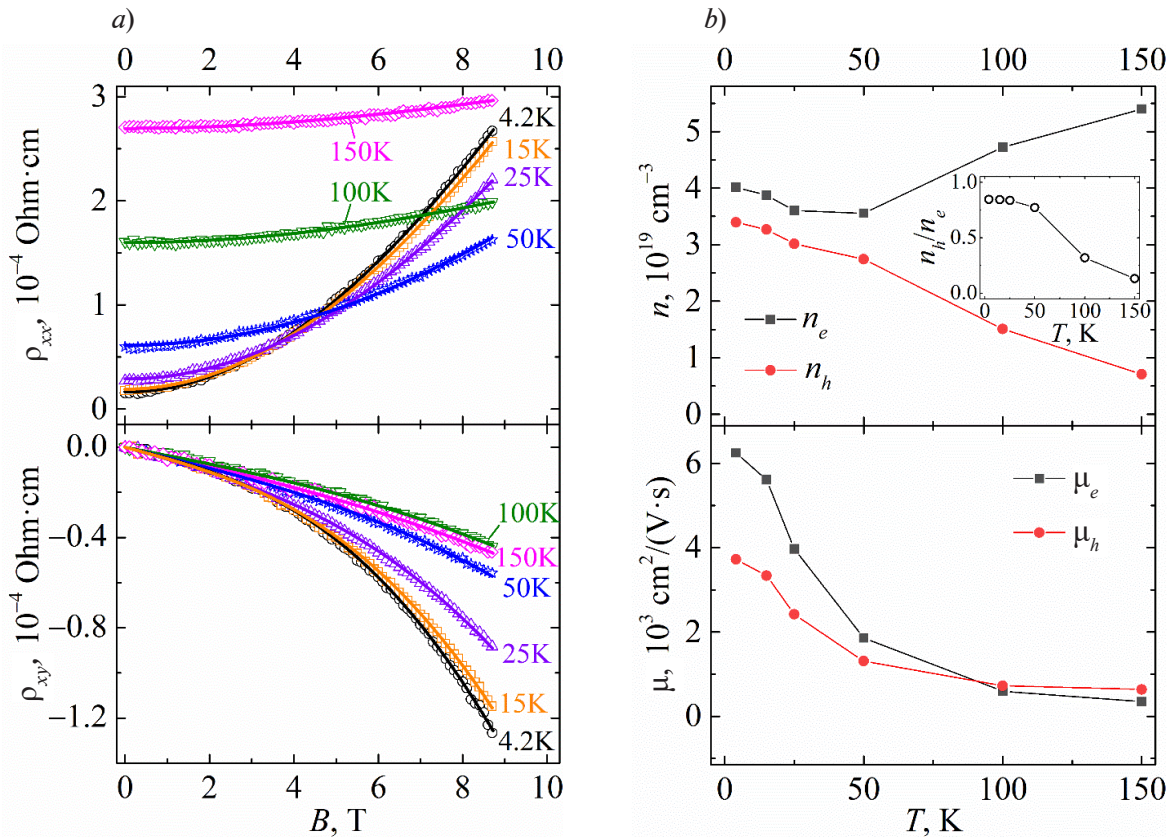 a)
0 2 4 6 8 10
3
2
1
0
ρxx, 10⁻⁴ Ohm·cm
4.2K
15K
150K
25K
100K
50K
0.0
−0.4
−0.8
−1.2
ρxy, 10⁻⁴ Ohm·cm
100K
150K
50K
25K
15K
4.2K
0 2 4 6 8 10
B, T
b)
0 50 100 150
5
4
3
2
1
0
n, 10¹⁹ cm⁻³
1.0
0.5
0.0
nh/ne
0 50 100 150
T, K
ne
nh
6
4
2
0
μ, 10³ cm²/(V·s)
μe
μh
0 50 100 150
T, K